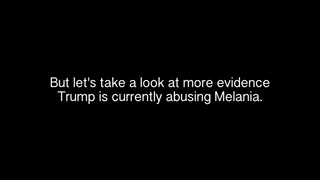 But let's take a look at more evidence
Trump is currently abusing Melania.